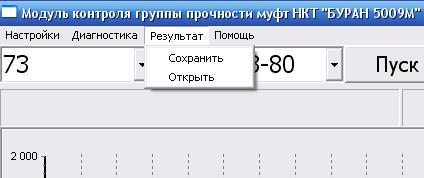 Модуль контроля группы прочности муфт НКТ "БУРАН 5009М"
Настройки Диагностика Результат Помощь
Сохранить
Открыть
73 -80 Пуск
2 000